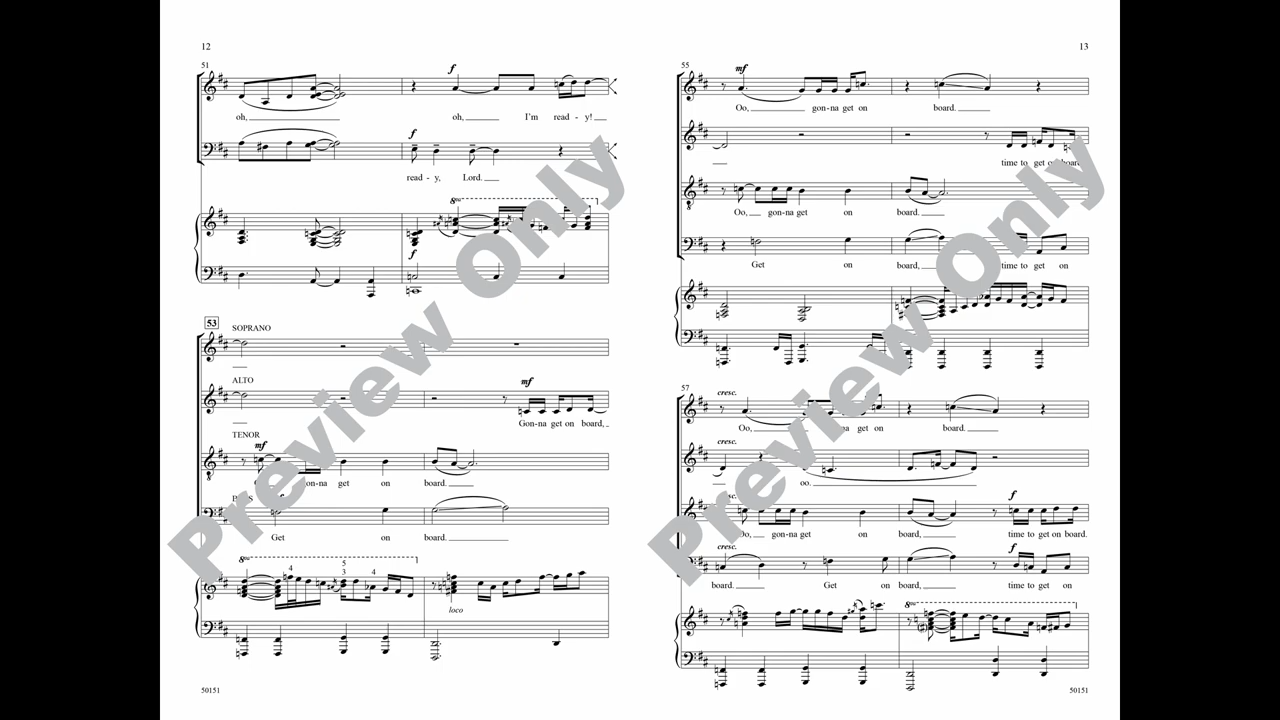 12
51
f
oh, oh, I'm read - y!
f
read - y, Lord.
8va
f
53
SOPRANO
ALTO
mf
Gon-na get on board,
TENOR
mf
get on board.
BASS
Get on board.
8va
4 5 3 4
loco
50151
13
55
mf
Oo, gon-na get on board.
time to get on board.
Oo, gon-na get on board.
Get on board, time to get on
57
cresc.
Oo, gon-na get on board.
cresc.
oo.
cresc.
f
Oo, gon-na get on board, time to get on board.
cresc.
f
board. Get on board, time to get on
8va
50151
Preview Only
Preview Only